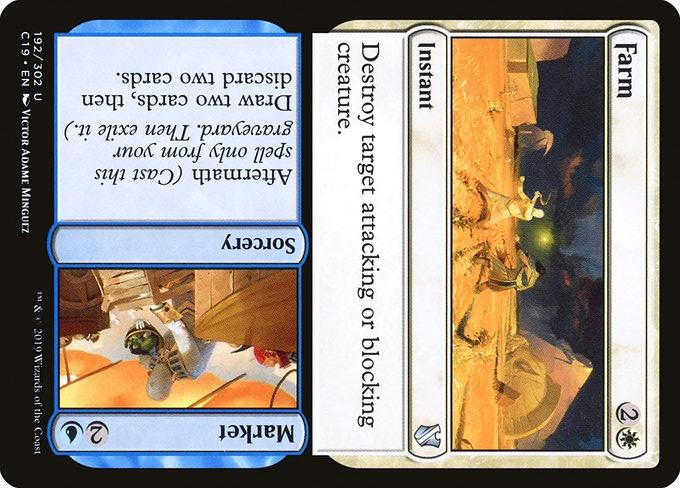 Farm
2
Instant
Destroy target attacking or blocking
creature.
Market
2
Sorcery
Aftermath (Cast this
spell only from your
graveyard. Then exile it.)
Draw two cards, then
discard two cards.
192/302 U
C19 • EN VICTOR ADAME MINGUEZ
™ & © 2019 Wizards of the Coast